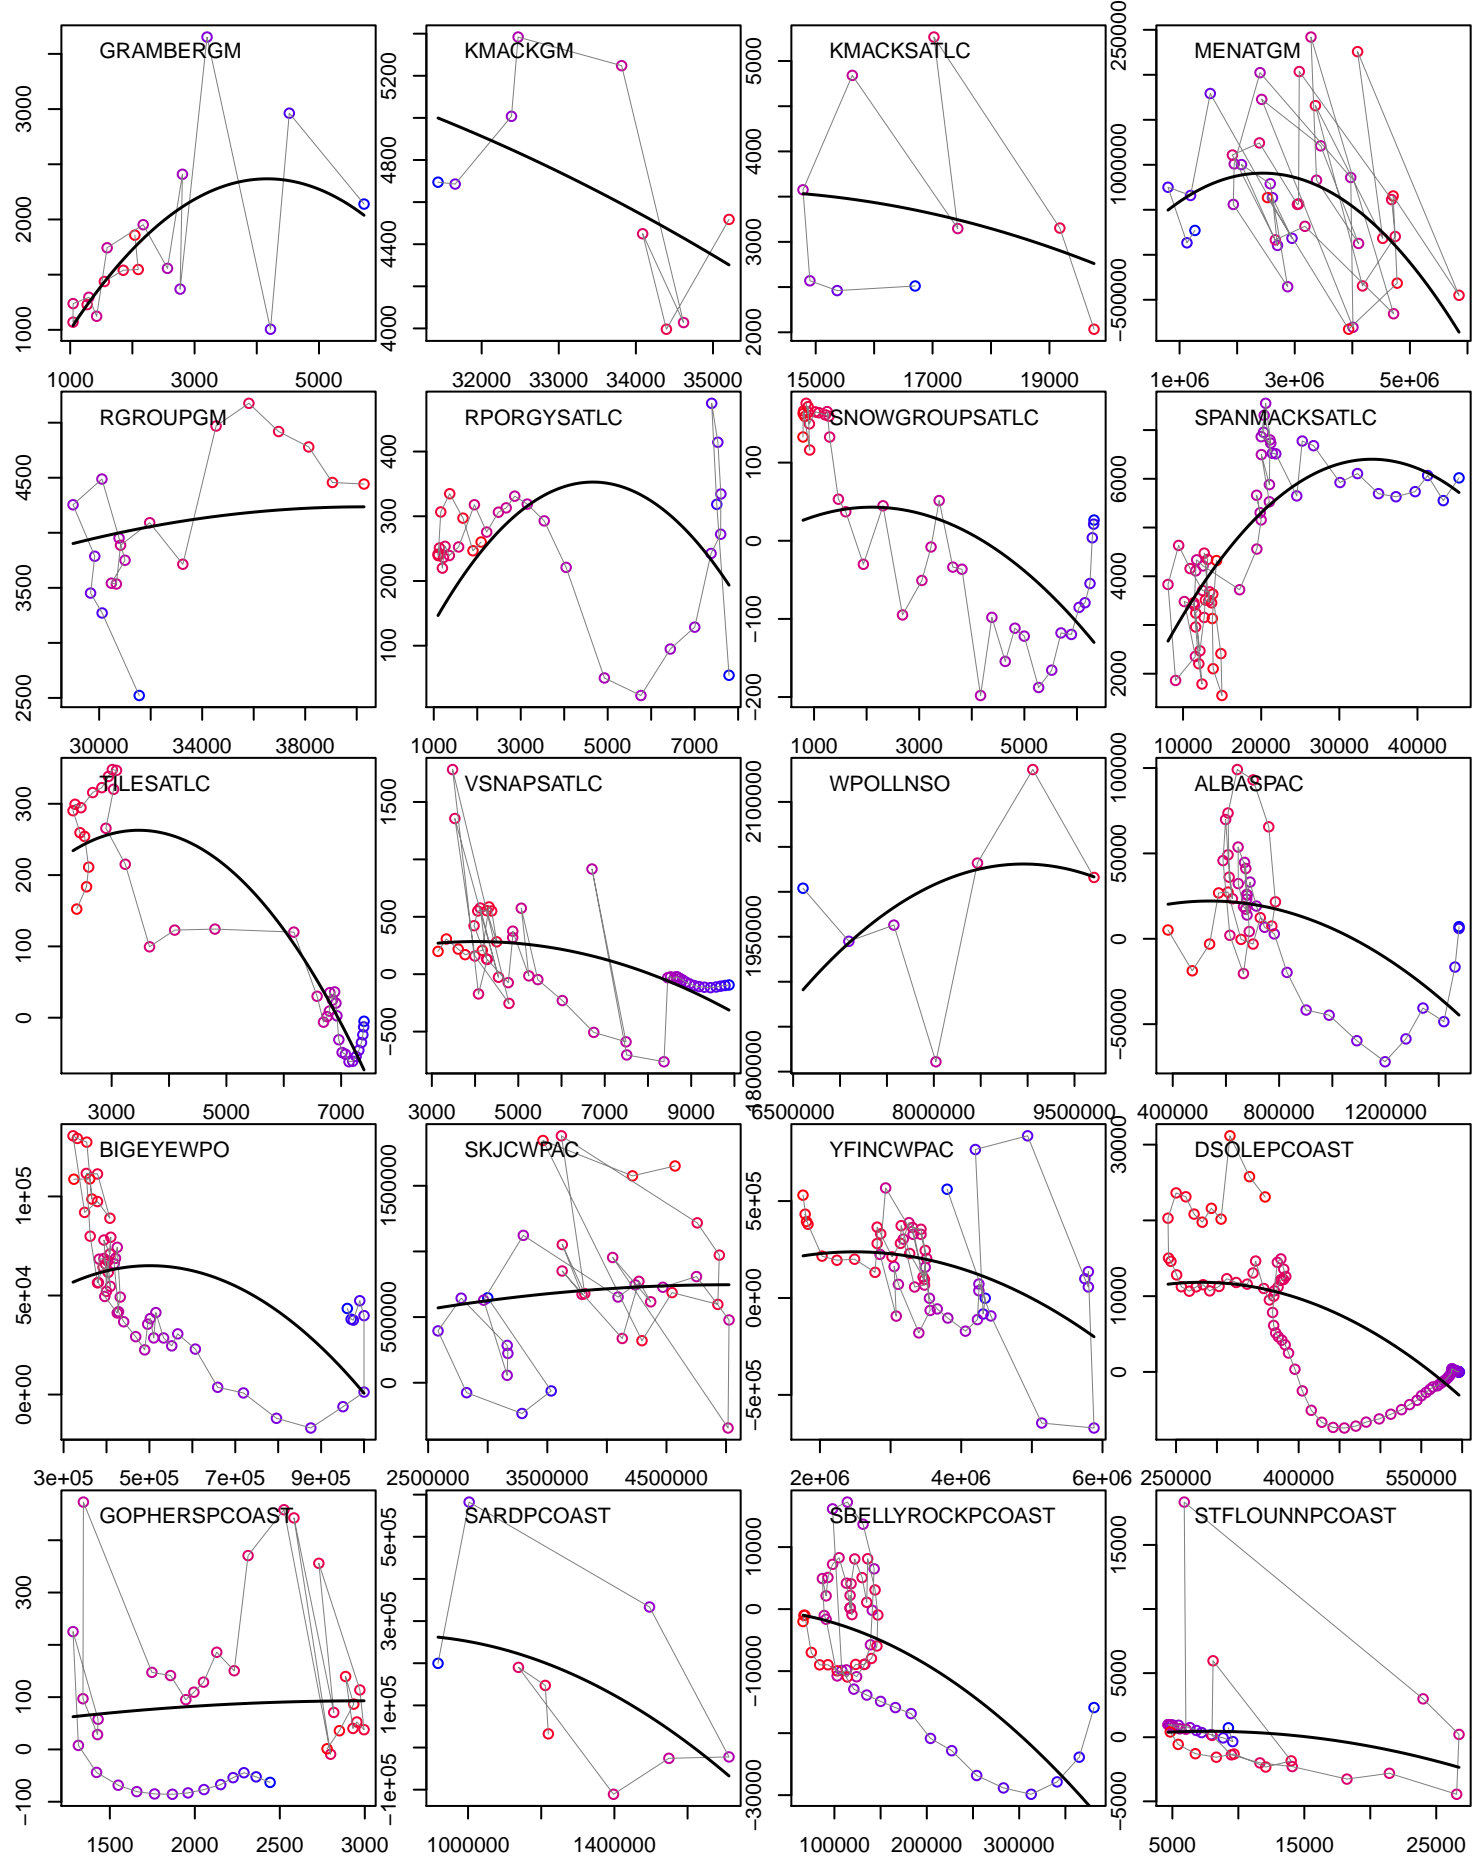 GRAMBERGM KMACKGM KMACKSATLC MENATGM
1000 2000 3000
4000 4400 4800 5200
2000 3000 4000 5000
−50000 100000 250000
1000 3000 5000
32000 33000 34000 35000
15000 17000 19000
1e+06 3e+06 5e+06
RGROUPGM RPORGYSATLC SNOWGROUPSATLC SPANMACKSATLC
2500 3500 4500
100 200 300 400
−200 −100 0 100
2000 4000 6000
30000 34000 38000
1000 3000 5000 7000
1000 3000 5000
10000 20000 30000 40000
TILESATLC VSNAPSATLC WPOLLNSO ALBASPAC
0 100 200 300
−500 0 500 1500
1800000 1950000 2100000
−50000 0 50000 100000
3000 5000 7000
3000 5000 7000 9000
6500000 8000000 9500000
400000 800000 1200000
BIGEYEWPO SKJCWPAC YFINCWPAC DSOLEPCOAST
0e+00 5e+04 1e+05
0 500000 1500000
−5e+05 0e+00 5e+05
0 10000 30000
3e+05 5e+05 7e+05 9e+05
2500000 3500000 4500000
2e+06 4e+06 6e+06
250000 400000 550000
GOPHERSPCOAST SARDPCOAST SBELLYROCKPCOAST STFLOUNNPCOAST
−100 0 100 300
−1e+05 1e+05 3e+05 5e+05
−30000 −10000 0 10000
−5000 0 5000 15000
1500 2000 2500 3000
1000000 1400000
100000 200000 300000
5000 15000 25000